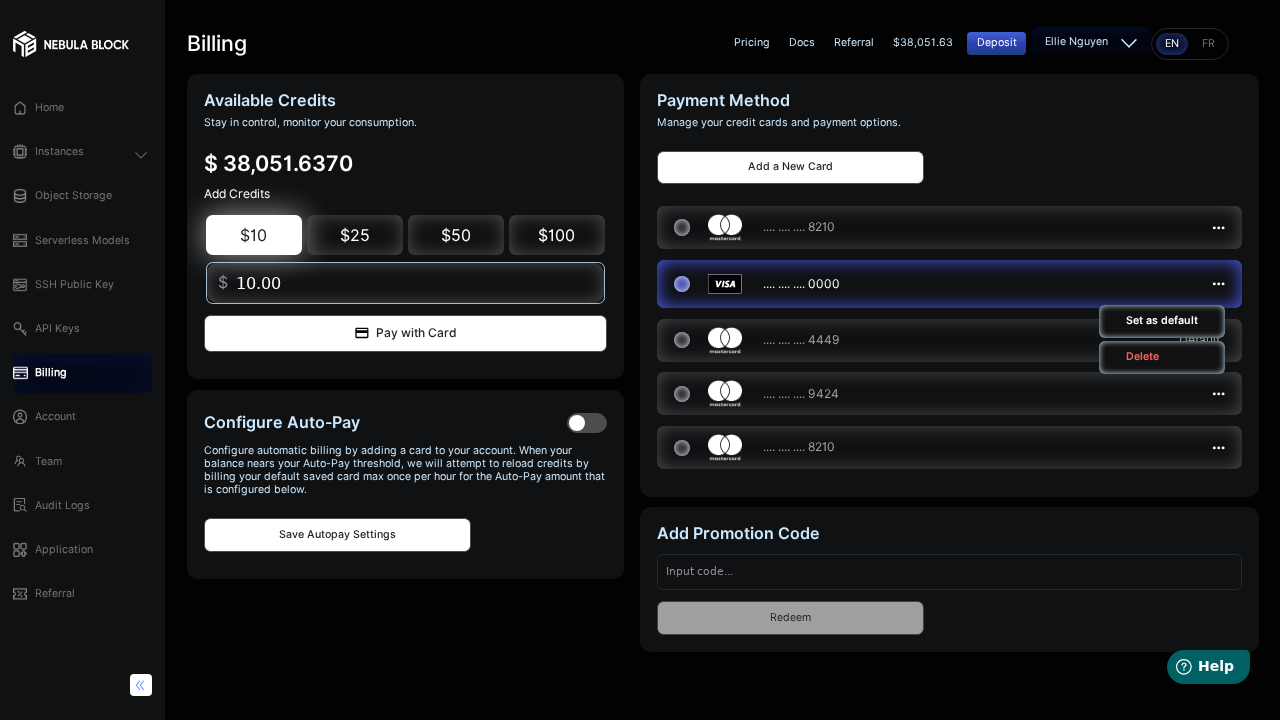 NEBULA BLOCK
Home
Instances
Object Storage
Serverless Models
SSH Public Key
API Keys
Billing
Account
Team
Audit Logs
Application
Referral
Billing
Pricing
Docs
Referral
$38,051.63
Deposit
Ellie Nguyen
EN
FR
Available Credits
Stay in control, monitor your consumption.
$ 38,051.6370
Add Credits
$10
$25
$50
$100
$ 10.00
Pay with Card
Configure Auto-Pay
Configure automatic billing by adding a card to your account. When your
balance nears your Auto-Pay threshold, we will attempt to reload credits by
billing your default saved card max once per hour for the Auto-Pay amount that
is configured below.
Save Autopay Settings
Payment Method
Manage your credit cards and payment options.
Add a New Card
mastercard .... .... .... 8210
VISA .... .... .... 0000
Set as default
mastercard .... .... .... 4449
Default
Delete
mastercard .... .... .... 9424
mastercard .... .... .... 8210
Add Promotion Code
Input code...
Redeem
Help